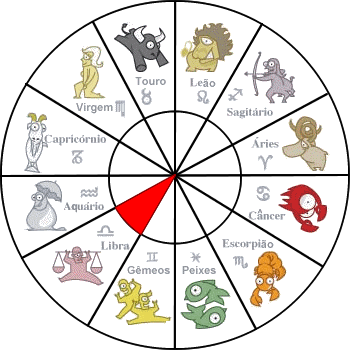 Touro
Leão
Virgem
Sagitário
Capricórnio
Áries
Aquário
Câncer
Libra
Escorpião
Gêmeos
Peixes